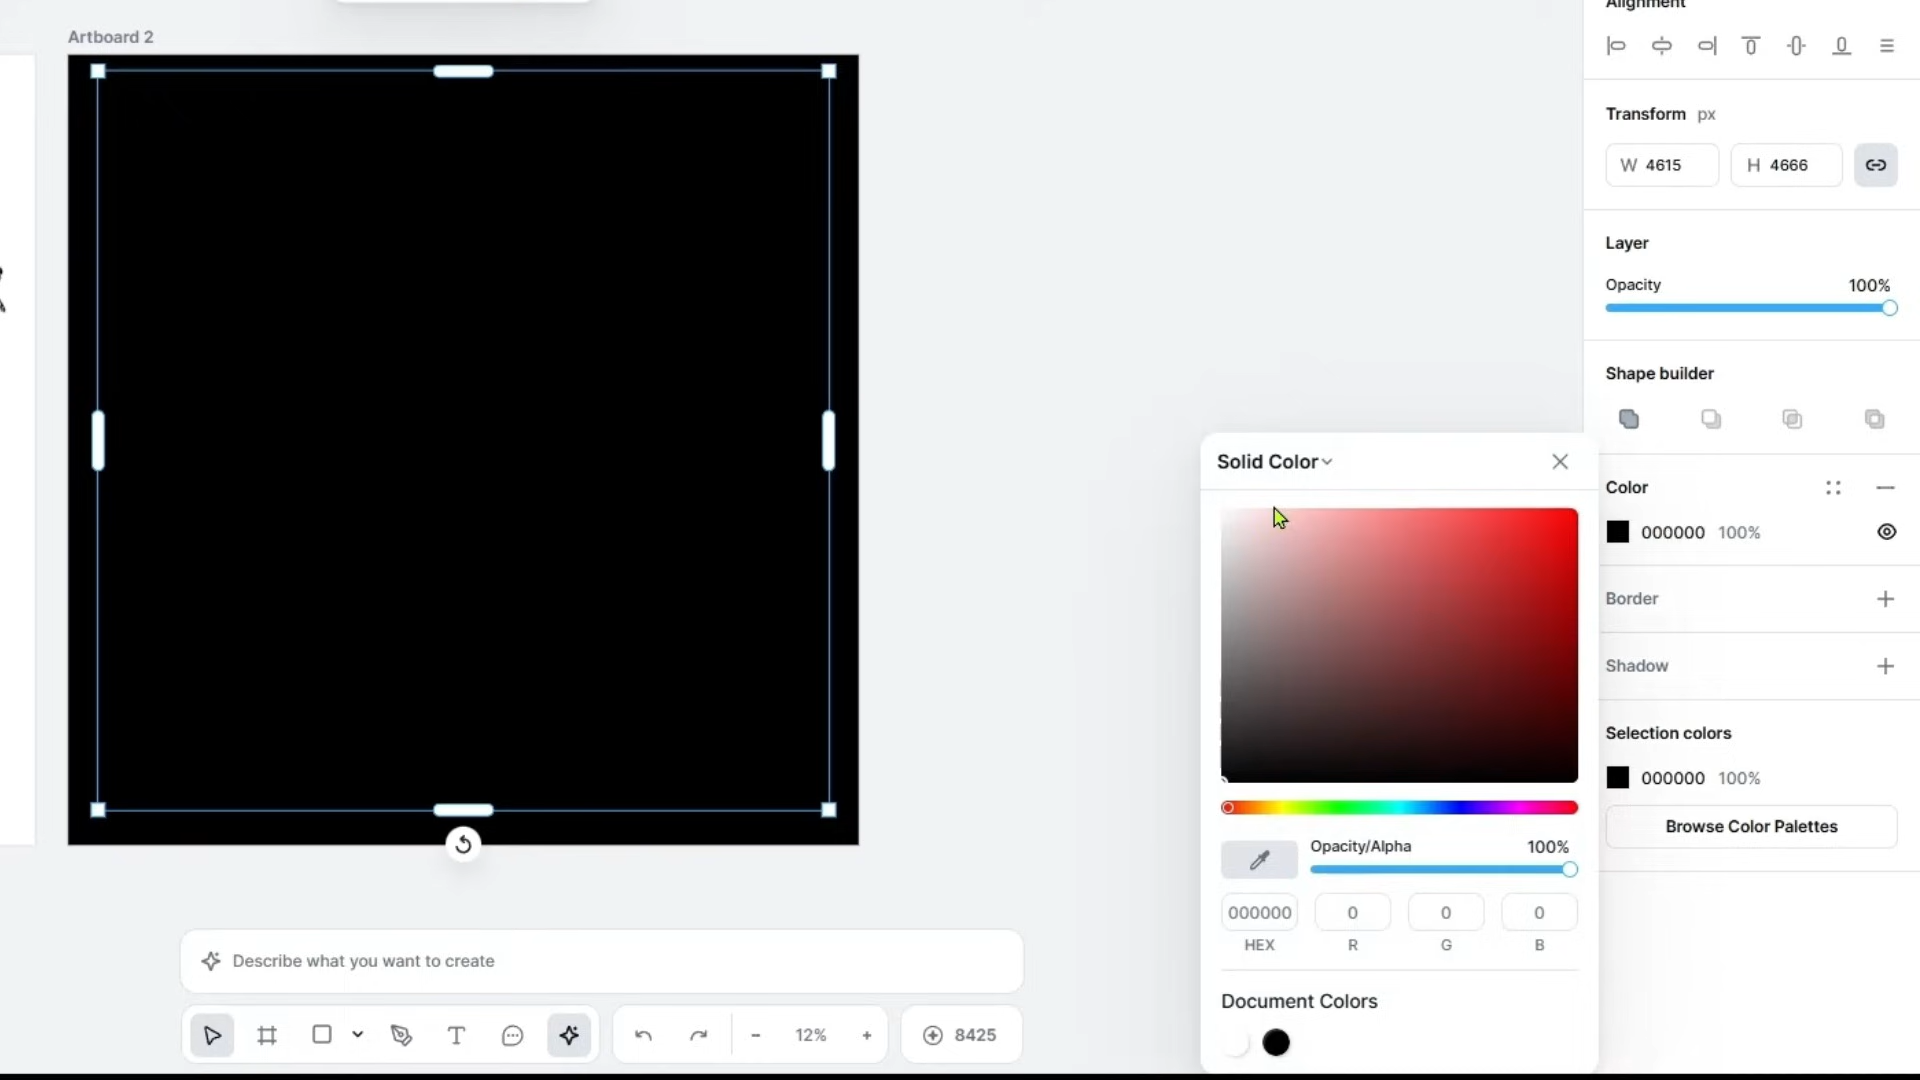 Alignment
Artboard 2
Transform px
W 4615 H 4666
Layer
Opacity 100%
Shape builder
Solid Color
Color
000000 100%
Border
Shadow
Selection colors
000000 100%
Browse Color Palettes
Opacity/Alpha 100%
000000 0 0 0
HEX R G B
Describe what you want to create
Document Colors
T 12% 8425